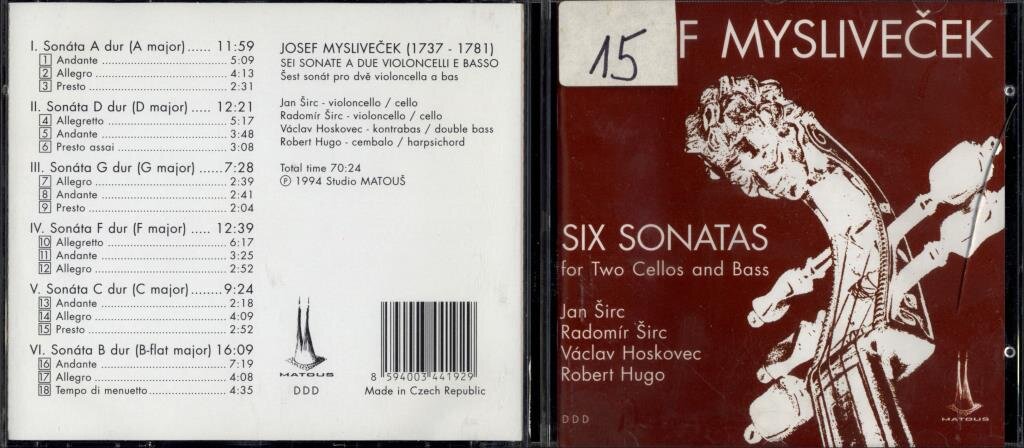 I. Sonáta A dur (A major) ...... 11:59
1 Andante ........ 5:09
2 Allegro ........ 4:13
3 Presto ........ 2:31
II. Sonáta D dur (D major) ..... 12:21
4 Allegretto ........ 5:17
5 Andante ........ 3:48
6 Presto assai ........ 3:08
III. Sonáta G dur (G major) ..... 7:28
7 Allegro ........ 2:39
8 Andante ........ 2:41
9 Presto ........ 2:04
IV. Sonáta F dur (F major) ..... 12:39
10 Allegretto ........ 6:17
11 Andante ........ 3:25
12 Allegro ........ 2:52
V. Sonáta C dur (C major) ........ 9:24
13 Andante ........ 2:18
14 Allegro ........ 4:09
15 Presto ........ 2:52
VI. Sonáta B dur (B-flat major) 16:09
16 Andante ........ 7:19
17 Allegro ........ 4:08
18 Tempo di menuetto ........ 4:35
JOSEF MYSLIVEČEK (1737 - 1781)
SEI SONATE A DUE VIOLONCELLI E BASSO
Šest sonát pro dvě violoncella a bas
Jan Širc - violoncello / cello
Radomír Širc - violoncello / cello
Václav Hoskovec - kontrabas / double bass
Robert Hugo - cembalo / harpsichord
Total time 70:24
℗ 1994 Studio MATOUŠ
MATOUŠ
DDD
8 594003 441929
Made in Czech Republic
15
F MYSLIVEČEK
SIX SONATAS
for Two Cellos and Bass
Jan Širc
Radomír Širc
Václav Hoskovec
Robert Hugo
DDD
MATOUŠ